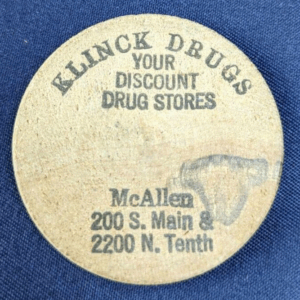 KLINCK DRUGS
YOUR
DISCOUNT
DRUG STORES
McAllen
200 S. Main &
2200 N. Tenth